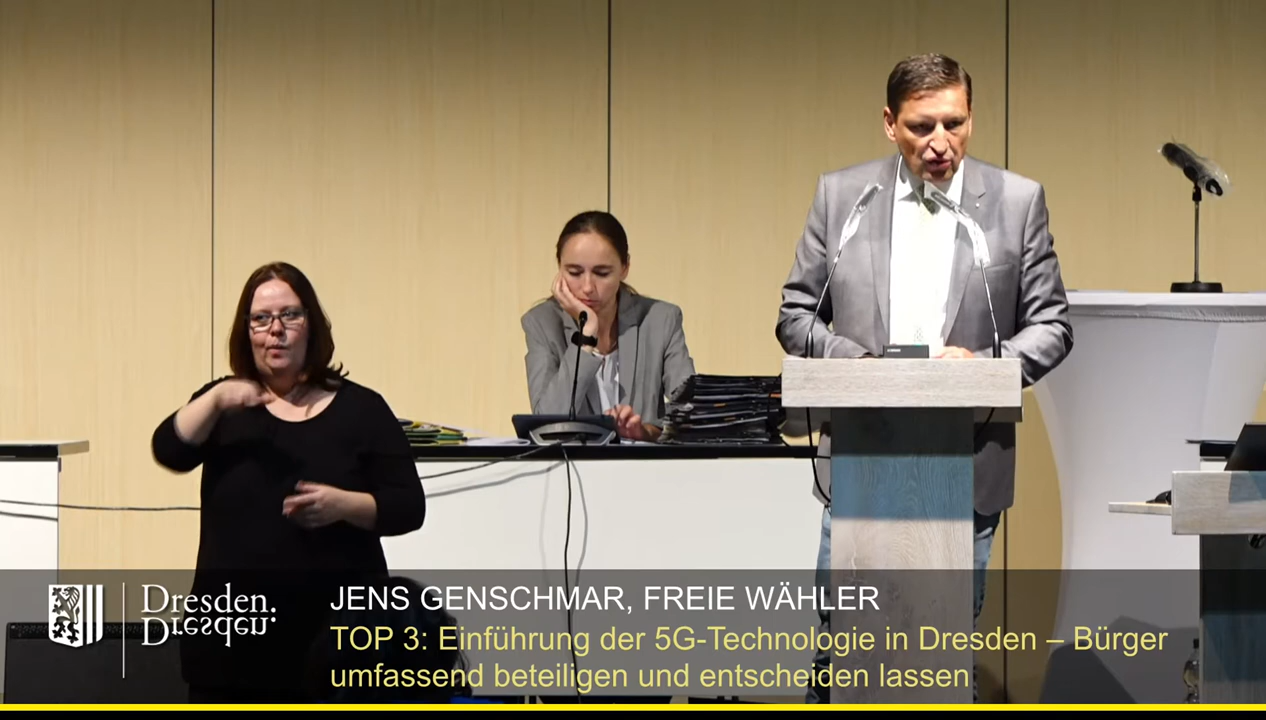 Dresden.
Dresden.
JENS GENSCHMAR, FREIE WÄHLER
TOP 3: Einführung der 5G-Technologie in Dresden – Bürger
umfassend beteiligen und entscheiden lassen